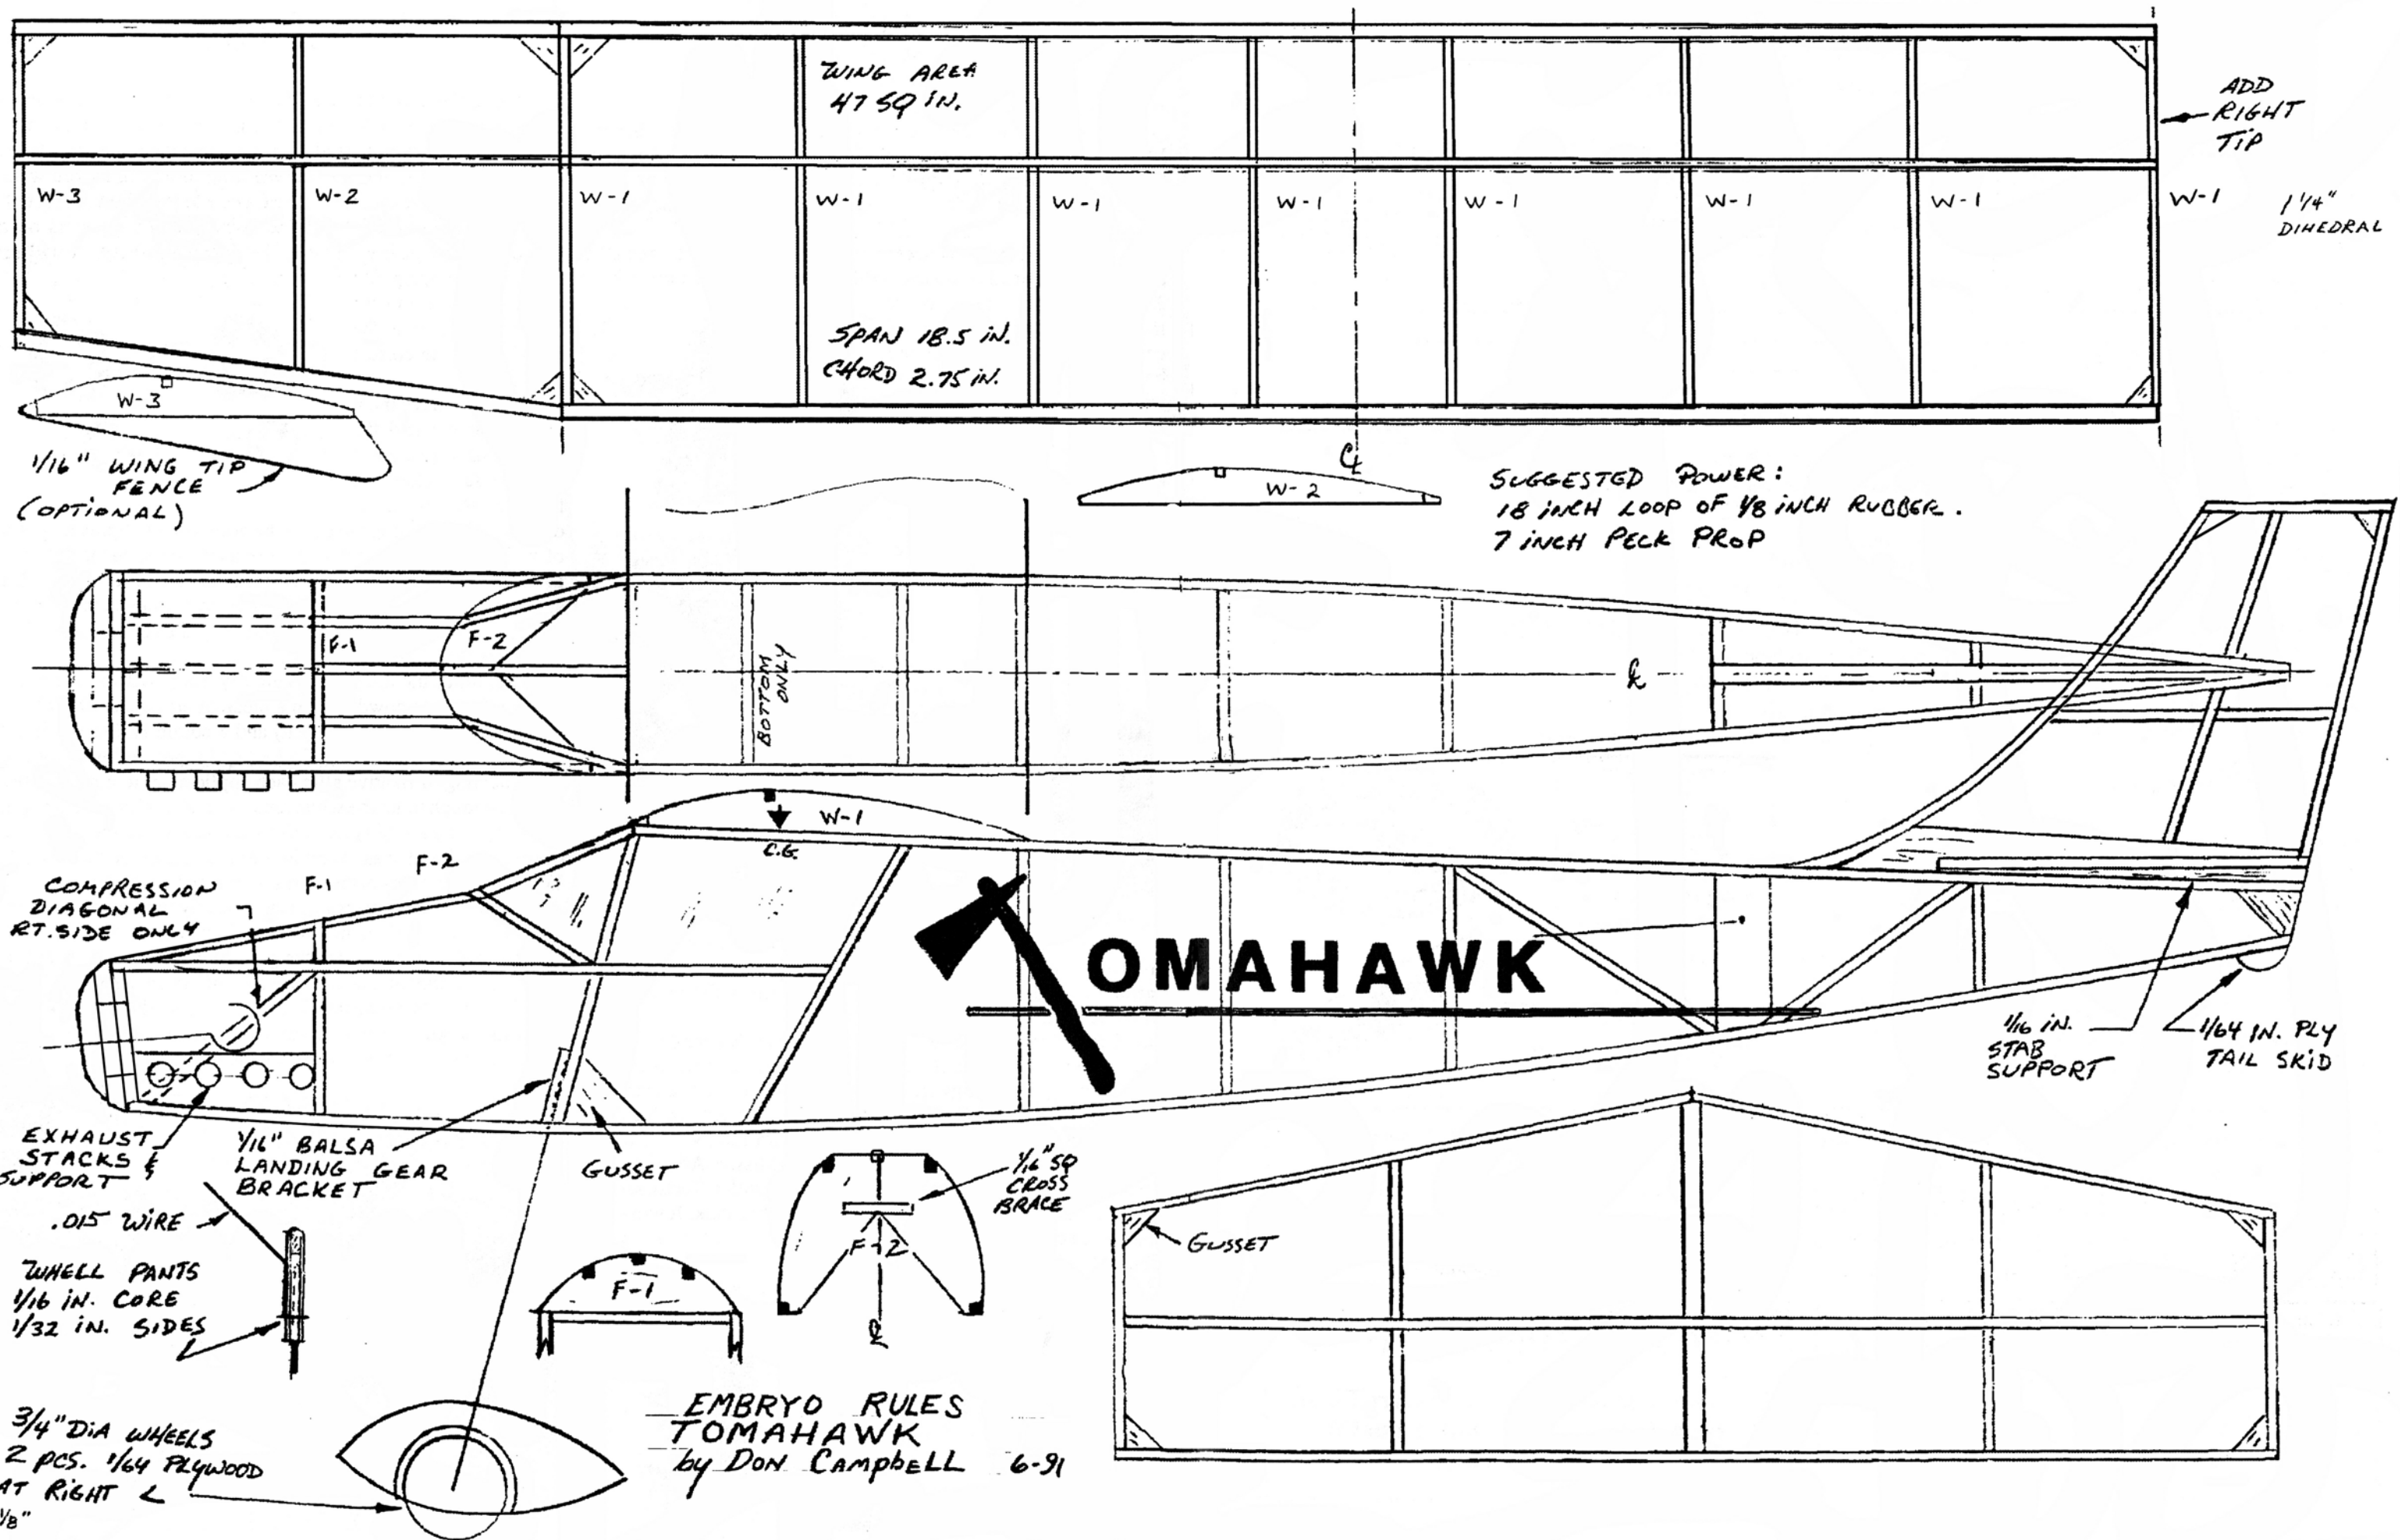 WING AREA
47 SQ IN.
ADD
RIGHT
TIP
W-3
W-2
W-1
W-1
W-1
W-1
W-1
W-1
W-1
W-1
1 1/4"
DIHEDRAL
SPAN 18.5 IN.
CHORD 2.75 IN.
W-3
1/16" WING TIP
FENCE
(OPTIONAL)
W-2
SUGGESTED POWER:
18 INCH LOOP OF 1/8 INCH RUBBER.
7 INCH PECK PROP
F-1
F-2
BOTTOM
ONLY
W-1
C.G.
F-2
F-1
COMPRESSION
DIAGONAL
RT. SIDE ONLY
OMAHAWK
1/16 IN.
STAB
SUPPORT
1/64 IN. PLY
TAIL SKID
EXHAUST
STACKS &
SUPPORT
1/16" BALSA
LANDING GEAR
BRACKET
GUSSET
1/16" SQ
CROSS
BRACE
.015 WIRE
F-2
GUSSET
WHELL PANTS
1/16 IN. CORE
1/32 IN. SIDES
F-1
EMBRYO RULES
TOMAHAWK
by DON CAMPBELL 6-91
3/4" DIA WHEELS
2 PCS. 1/64 PLYWOOD
AT RIGHT L
1/8"